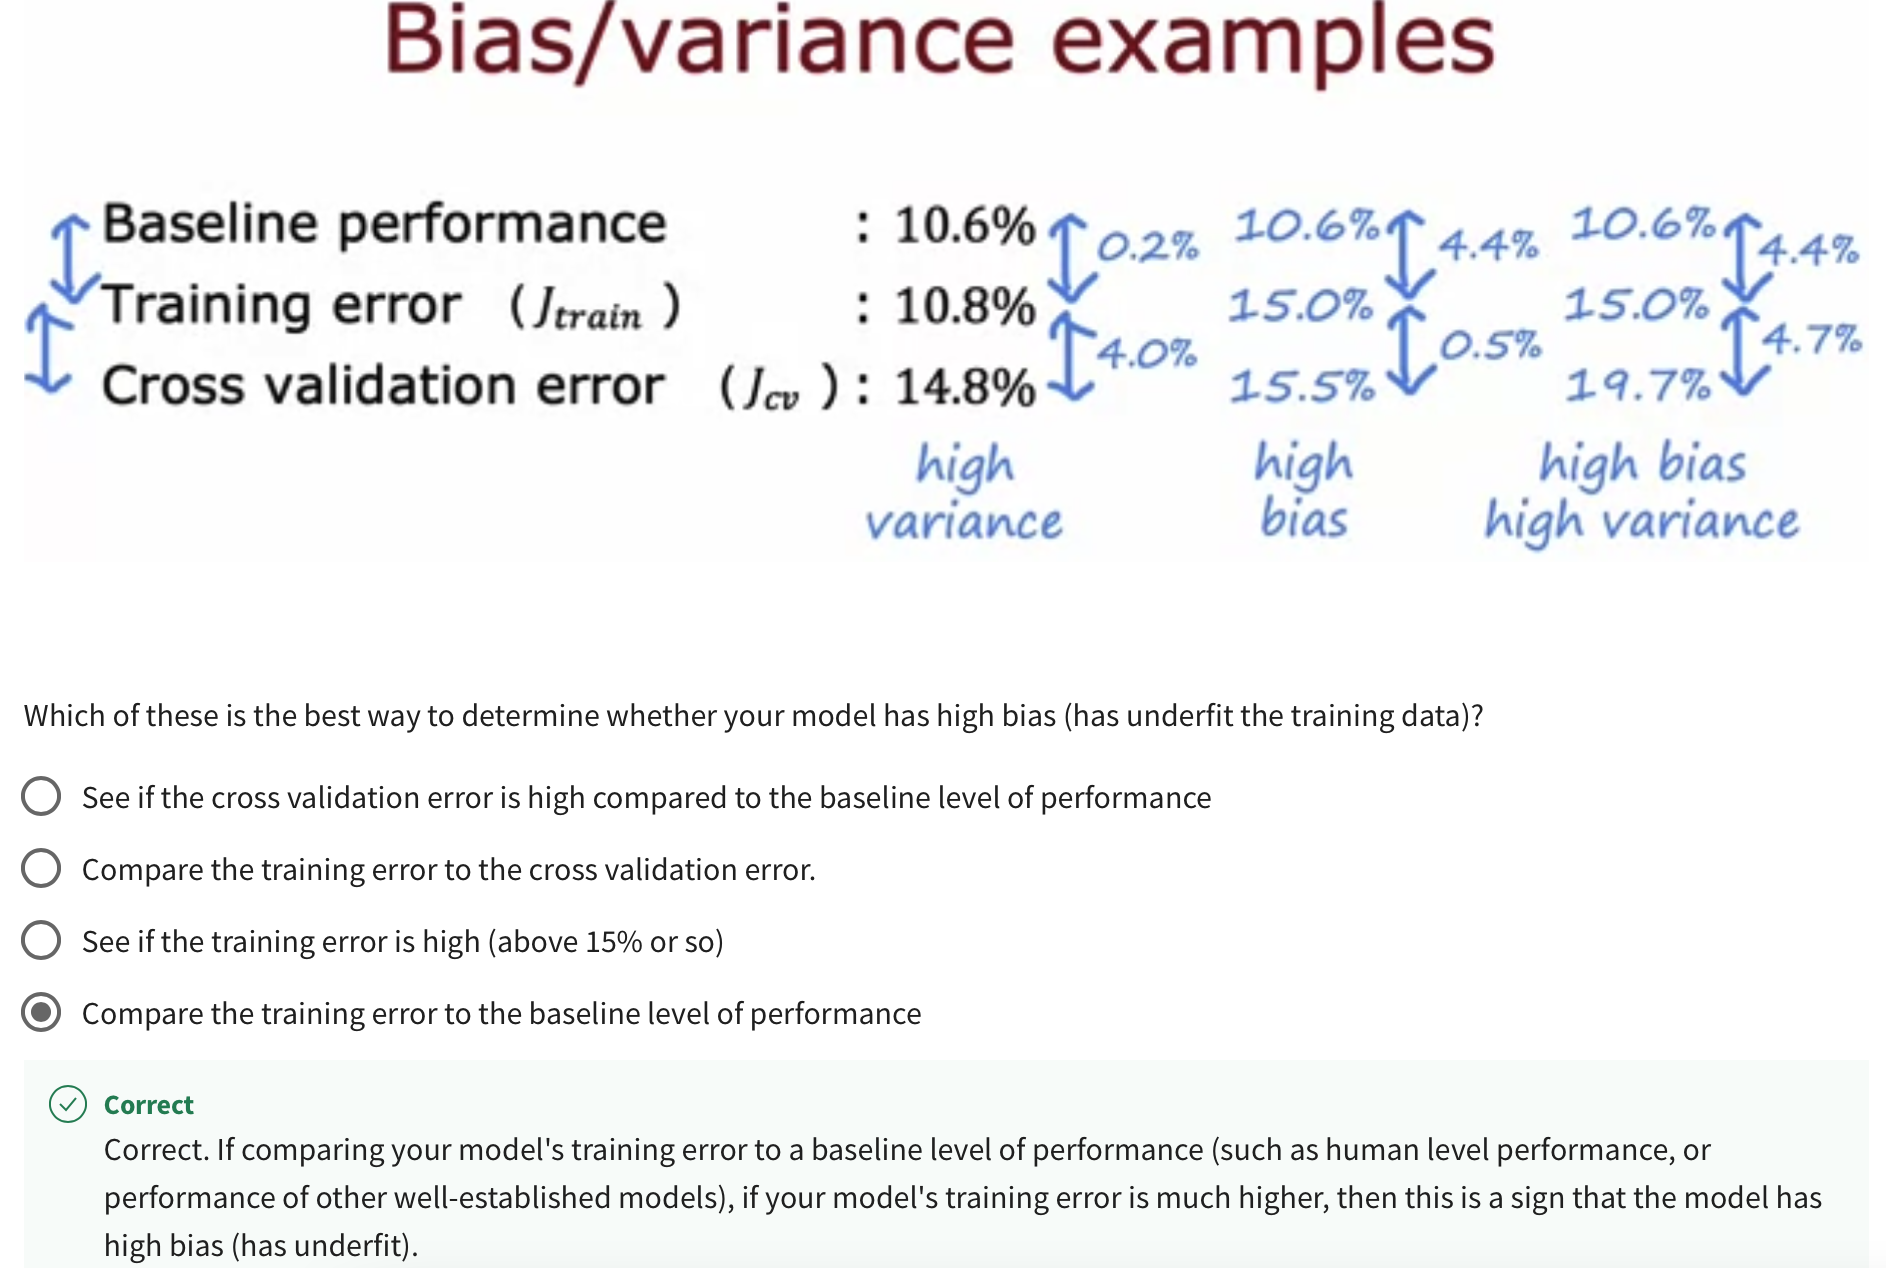 Bias/variance examples
Baseline performance : 10.6% 0.2% 10.6% 4.4% 10.6% 4.4%
Training error (Jtrain ) : 10.8% 15.0% 15.0%
4.0% 0.5% 4.7%
Cross validation error (Jcv ) : 14.8% 15.5% 19.7%
high high high bias
variance bias high variance
Which of these is the best way to determine whether your model has high bias (has underfit the training data)?
See if the cross validation error is high compared to the baseline level of performance
Compare the training error to the cross validation error.
See if the training error is high (above 15% or so)
Compare the training error to the baseline level of performance
Correct
Correct. If comparing your model's training error to a baseline level of performance (such as human level performance, or
performance of other well-established models), if your model's training error is much higher, then this is a sign that the model has
high bias (has underfit).